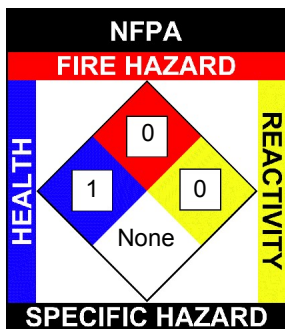 NFPA
FIRE HAZARD
HEALTH
0
1
0
REACTIVITY
None
SPECIFIC HAZARD